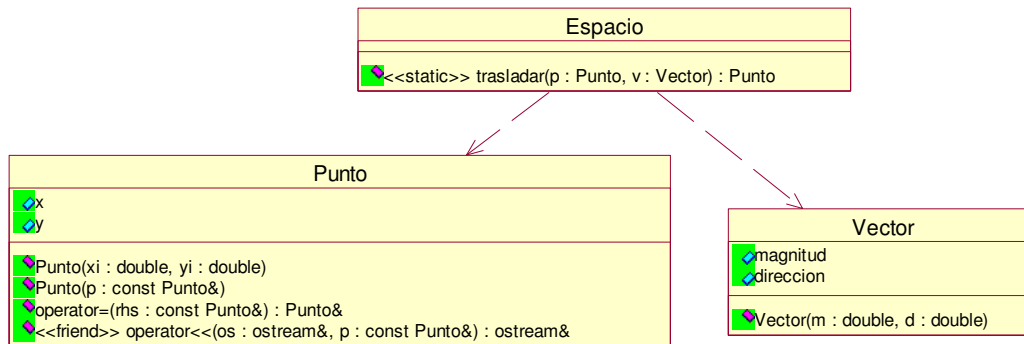 Espacio
<<static>> trasladar(p : Punto, v : Vector) : Punto
Punto
x
y
Punto(xi : double, yi : double)
Punto(p : const Punto&)
operator=(rhs : const Punto&) : Punto&
<<friend>> operator<<(os : ostream&, p : const Punto&) : ostream&
Vector
magnitud
direccion
Vector(m : double, d : double)